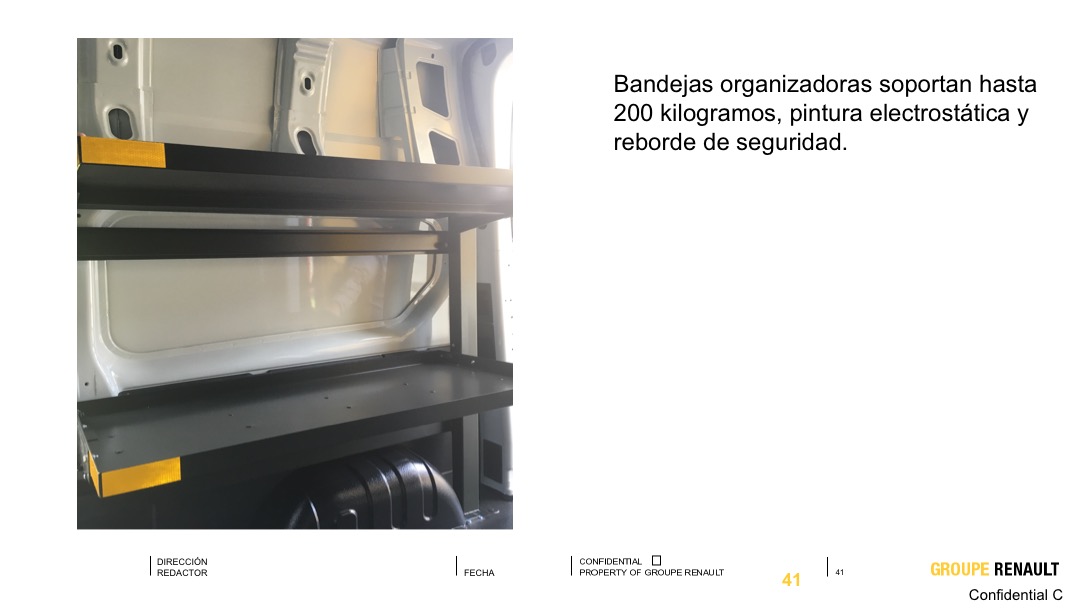 Bandejas organizadoras soportan hasta
200 kilogramos, pintura electrostática y
reborde de seguridad.
DIRECCIÓN
REDACTOR
FECHA
CONFIDENTIAL
PROPERTY OF GROUPE RENAULT
41
41
GROUPE RENAULT
Confidential C